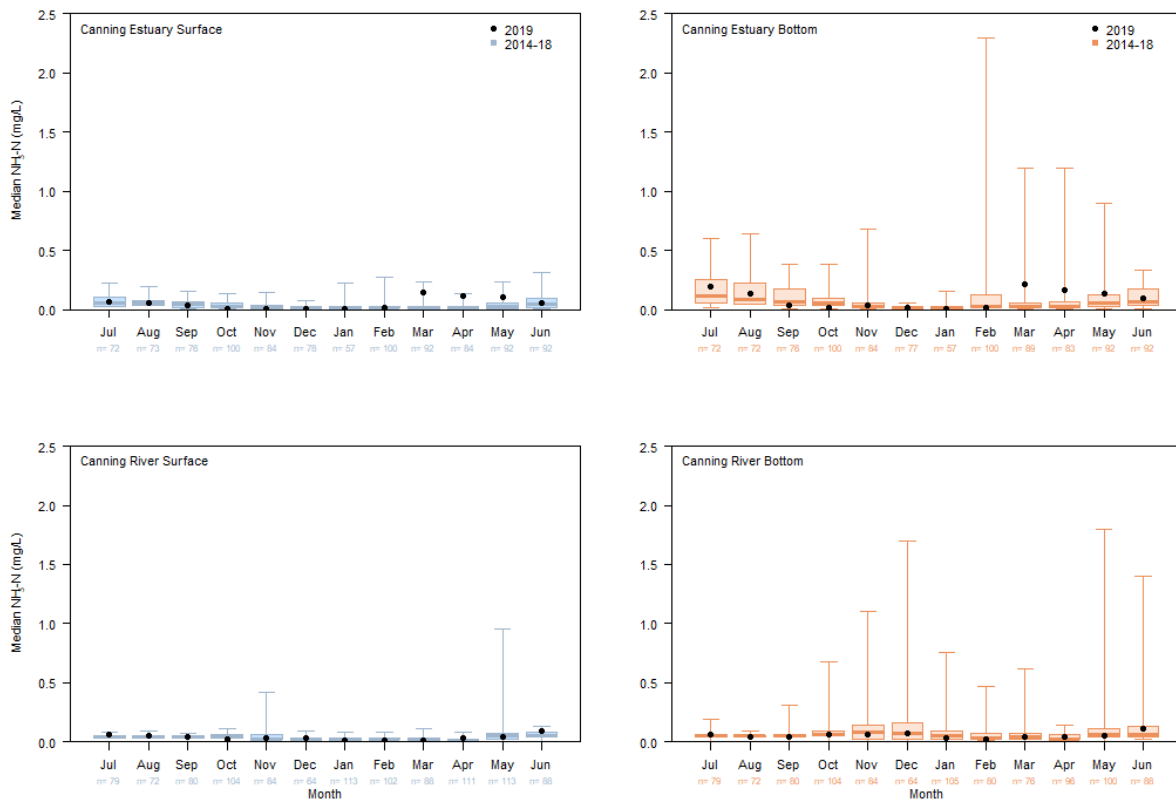 Canning Estuary Surface
2019
2014-18
2.5
2.0
1.5
1.0
0.5
0.0
Median NH3-N (mg/L)
Jul Aug Sep Oct Nov Dec Jan Feb Mar Apr May Jun
n= 72 n= 73 n= 76 n= 100 n= 84 n= 78 n= 57 n= 100 n= 92 n= 84 n= 92 n= 92
Canning Estuary Bottom
2019
2014-18
2.5
2.0
1.5
1.0
0.5
0.0
Jul Aug Sep Oct Nov Dec Jan Feb Mar Apr May Jun
n= 72 n= 72 n= 76 n= 100 n= 84 n= 77 n= 57 n= 100 n= 89 n= 83 n= 92 n= 92
Canning River Surface
2.5
2.0
1.5
1.0
0.5
0.0
Median NH3-N (mg/L)
Jul Aug Sep Oct Nov Dec Jan Feb Mar Apr May Jun
n= 79 n= 72 n= 80 n= 104 n= 84 n= 64 n= 113 n= 102 n= 88 n= 111 n= 113 n= 88
Month
Canning River Bottom
2.5
2.0
1.5
1.0
0.5
0.0
Jul Aug Sep Oct Nov Dec Jan Feb Mar Apr May Jun
n= 79 n= 72 n= 80 n= 104 n= 84 n= 64 n= 105 n= 80 n= 76 n= 96 n= 100 n= 88
Month